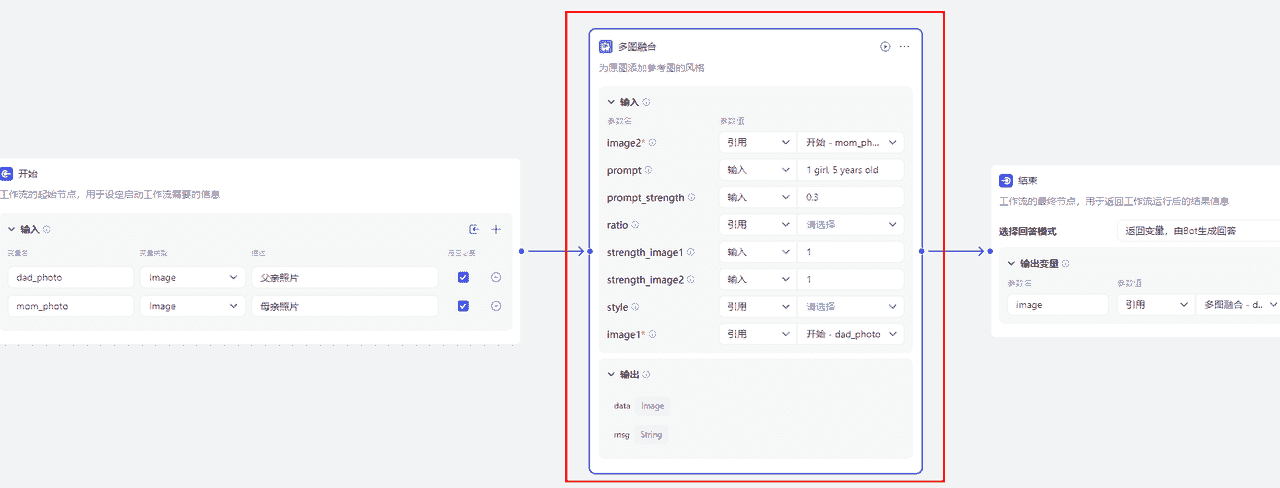 开始
工作流的起始节点，用于设定启动工作流需要的信息
输入
变量名 变量类型 描述 是否必要
dad_photo Image 父亲照片
mom_photo Image 母亲照片
多图融合
为原图添加参考图的风格
输入
参数名 参数值
image2* 引用 开始 - mom_ph...
prompt 输入 1 girl, 5 years old
prompt_strength 输入 0.3
ratio 引用 请选择
strength_image1 输入 1
strength_image2 输入 1
style 引用 请选择
image1* 引用 开始 - dad_photo
输出
data Image
msg String
结束
工作流的最终节点，用于返回工作流运行后的结果信息
选择回答模式 返回变量，由Bot生成回答
输出变量
参数名 参数值
image 引用 多图融合 - d...